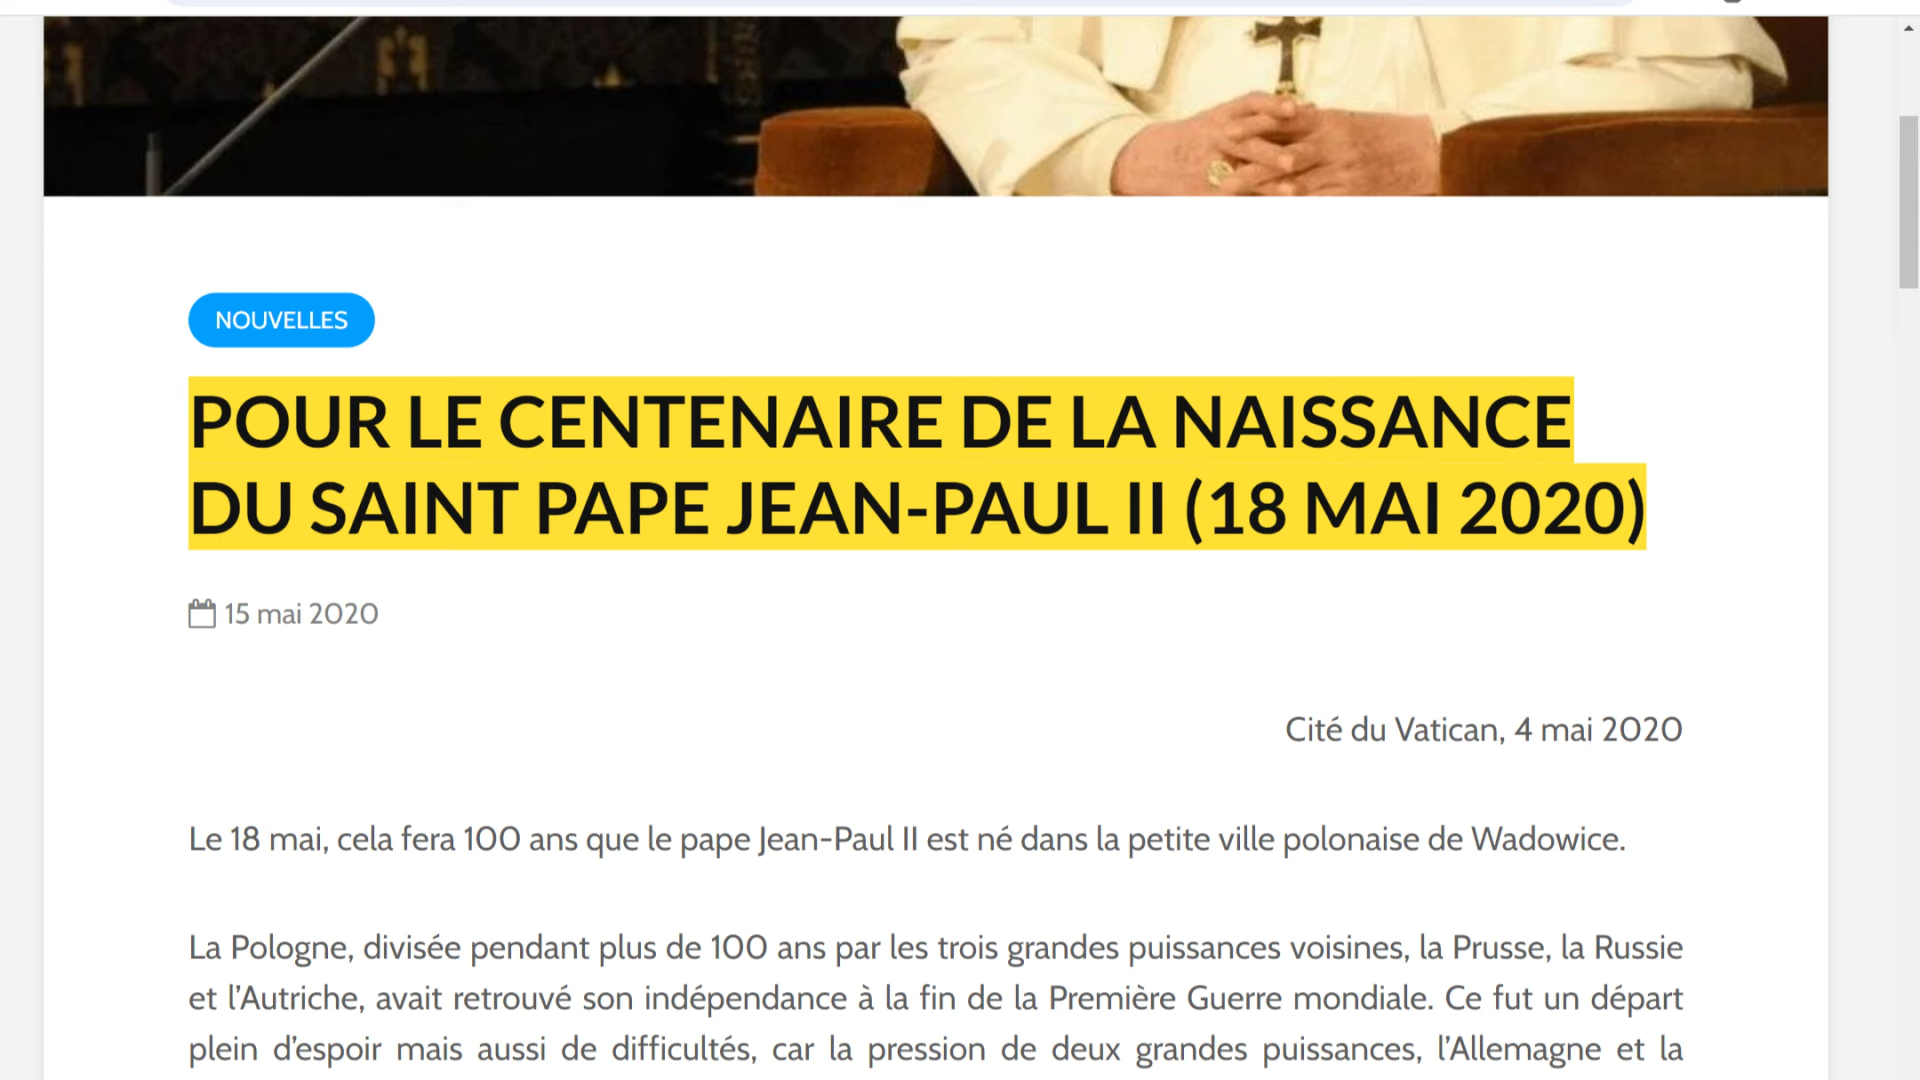 NOUVELLES
POUR LE CENTENAIRE DE LA NAISSANCE
DU SAINT PAPE JEAN-PAUL II (18 MAI 2020)
15 mai 2020
Cité du Vatican, 4 mai 2020
Le 18 mai, cela fera 100 ans que le pape Jean-Paul II est né dans la petite ville polonaise de Wadowice.
La Pologne, divisée pendant plus de 100 ans par les trois grandes puissances voisines, la Prusse, la Russie
et l’Autriche, avait retrouvé son indépendance à la fin de la Première Guerre mondiale. Ce fut un départ
plein d’espoir mais aussi de difficultés, car la pression de deux grandes puissances, l’Allemagne et la